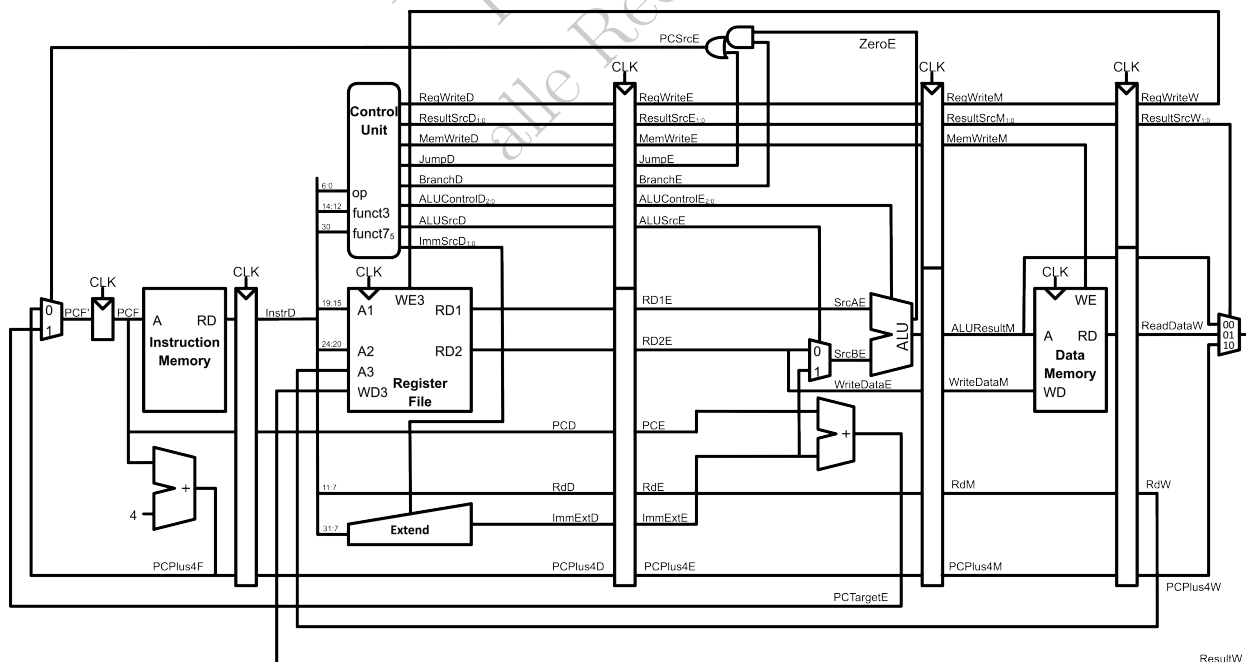 alle Re
PCSrcE
ZeroE
CLK
CLK
CLK
Control
Unit
RegWriteD
RegWriteE
RegWriteM
RegWriteW
ResultSrcD1:0
ResultSrcE1:0
ResultSrcM1:0
ResultSrcW1:0
MemWriteD
MemWriteE
MemWriteM
JumpD
JumpE
BranchD
BranchE
6:0
op
ALUControlD2:0
ALUControlE2:0
14:12
funct3
ALUSrcD
ALUSrcE
30
funct75
ImmSrcD1:0
CLK
CLK
CLK
CLK
0
1
PCF'
PCF
A
RD
Instruction
Memory
InstrD
19:15
A1
WE3
RD1
RD1E
SrcAE
ALU
ALUResultM
A
WE
RD
Data
Memory
WD
ReadDataW
00
01
10
24:20
A2
RD2
RD2E
0
1
SrcBE
A3
WD3
Register
File
WriteDataE
WriteDataM
PCD
PCE
+
+
4
11:7
RdD
RdE
RdM
RdW
31:7
Extend
ImmExtD
ImmExtE
PCPlus4F
PCPlus4D
PCPlus4E
PCPlus4M
PCPlus4W
PCTargetE
ResultW